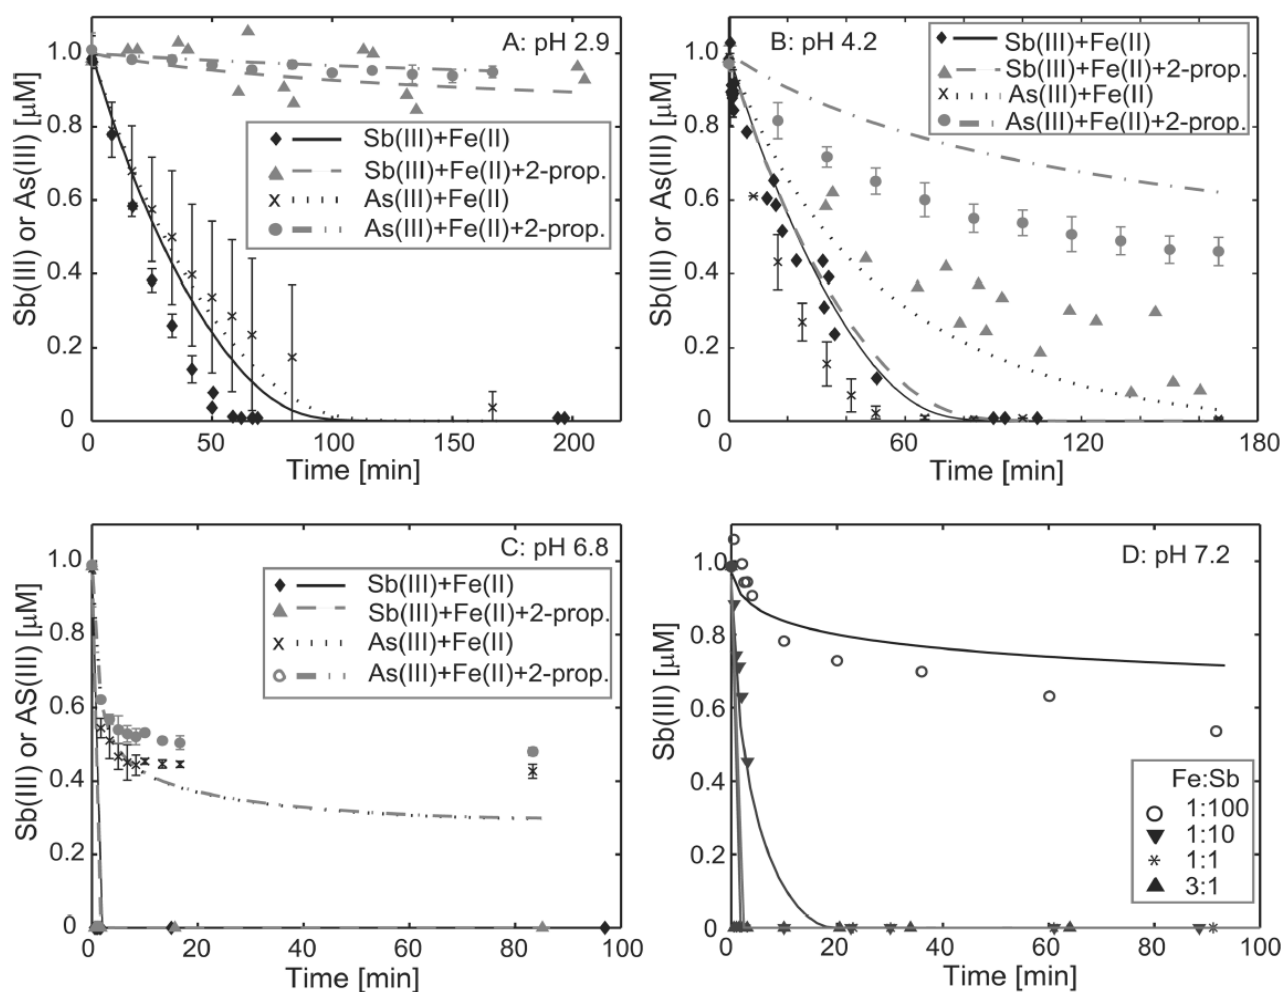 A: pH 2.9
Sb(III) or As(III) [µM]
1.0
0.8
0.6
0.4
0.2
0
Sb(III)+Fe(II)
Sb(III)+Fe(II)+2-prop.
As(III)+Fe(II)
As(III)+Fe(II)+2-prop.
0 50 100 150 200
Time [min]
B: pH 4.2
Sb(III) or As(III) [µM]
1.0
0.8
0.6
0.4
0.2
0
Sb(III)+Fe(II)
Sb(III)+Fe(II)+2-prop.
As(III)+Fe(II)
As(III)+Fe(II)+2-prop.
0 60 120 180
Time [min]
C: pH 6.8
Sb(III) or AS(III) [µM]
1.0
0.8
0.6
0.4
0.2
0
Sb(III)+Fe(II)
Sb(III)+Fe(II)+2-prop.
As(III)+Fe(II)
As(III)+Fe(II)+2-prop.
0 20 40 60 80 100
Time [min]
D: pH 7.2
Sb(III) [µM]
1.0
0.8
0.6
0.4
0.2
0
Fe:Sb
1:100
1:10
1:1
3:1
0 20 40 60 80 100
Time [min]